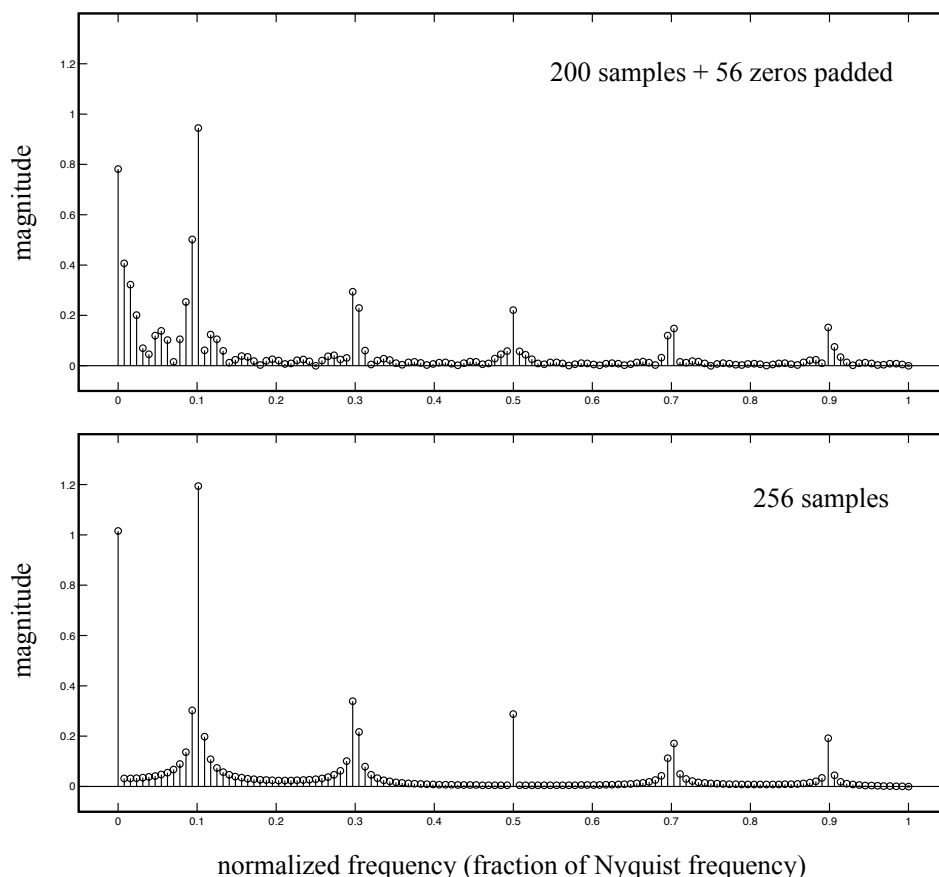 200 samples + 56 zeros padded
magnitude
1.2
1
0.8
0.6
0.4
0.2
0
0 0.1 0.2 0.3 0.4 0.5 0.6 0.7 0.8 0.9 1
256 samples
magnitude
1.2
1
0.8
0.6
0.4
0.2
0
0 0.1 0.2 0.3 0.4 0.5 0.6 0.7 0.8 0.9 1
normalized frequency (fraction of Nyquist frequency)